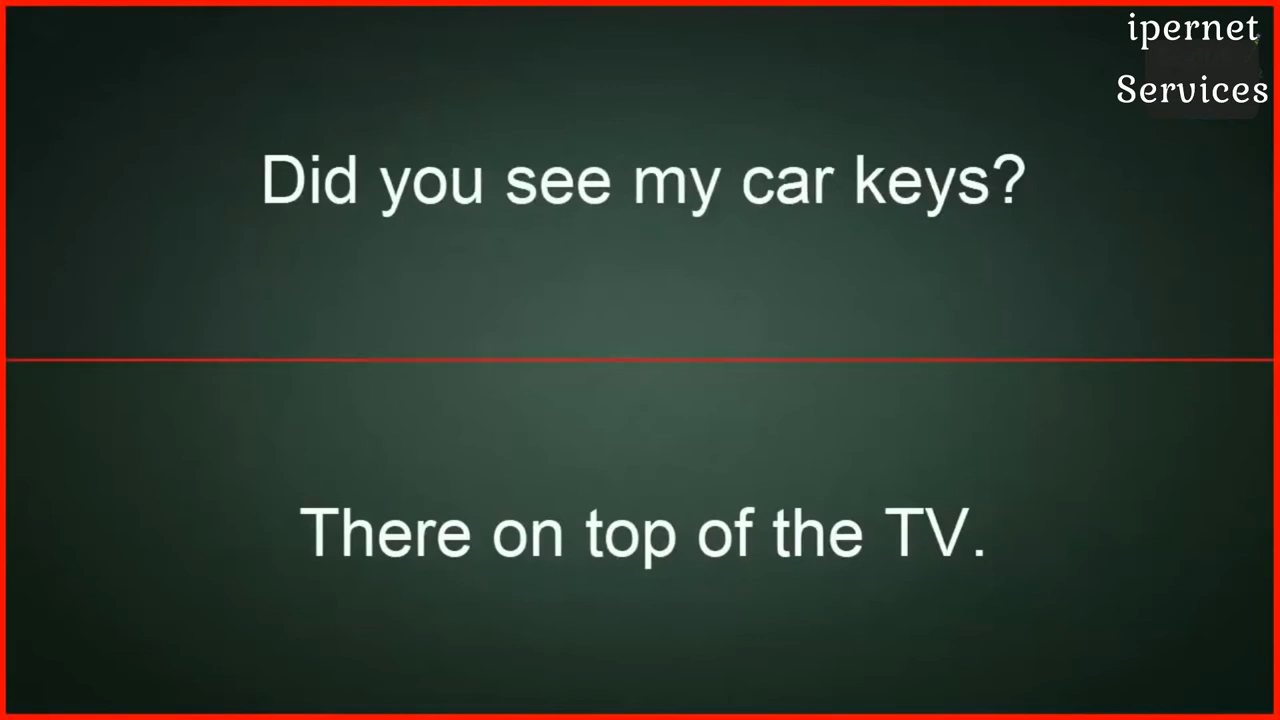 ipernet
Services
Did you see my car keys?
There on top of the TV.